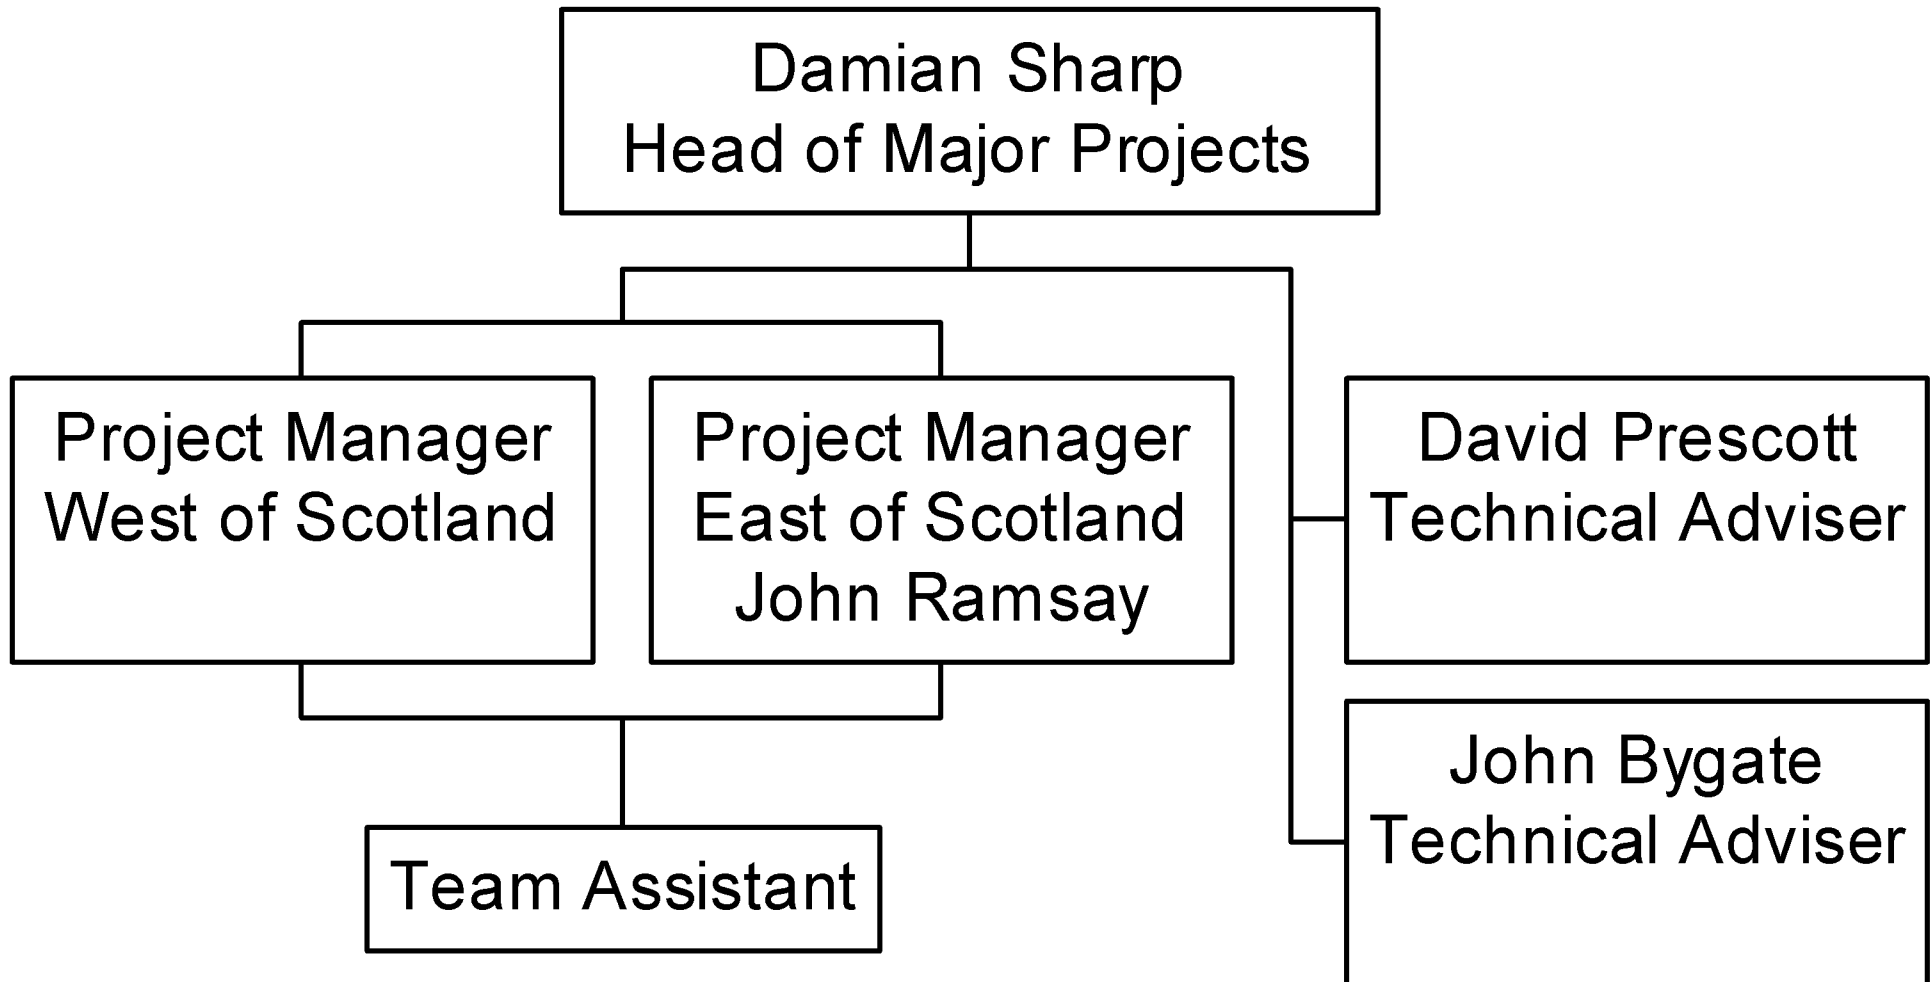 Damian Sharp
Head of Major Projects
Project Manager
West of Scotland
Project Manager
East of Scotland
John Ramsay
David Prescott
Technical Adviser
John Bygate
Technical Adviser
Team Assistant